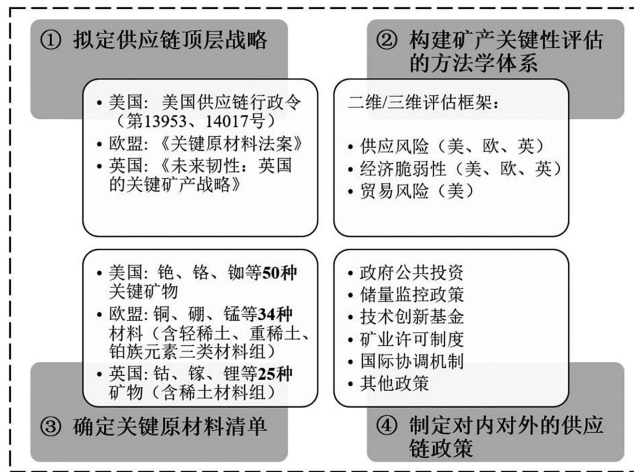 ① 拟定供应链顶层战略
• 美国：美国供应链行政令
（第13953、14017号）
• 欧盟：《关键原材料法案》
• 英国：《未来韧性：英国
的关键矿产战略》
② 构建矿产关键性评估
的方法学体系
二维/三维评估框架：
• 供应风险（美、欧、英）
• 经济脆弱性（美、欧、英）
• 贸易风险（美）
• 美国: 铯、铬、铷等50种
关键矿物
• 欧盟: 铜、硼、锰等34种
材料（含轻稀土、重稀土、
铂族元素三类材料组）
• 英国: 钴、镓、锂等25种
矿物（含稀土材料组）
③ 确定关键原材料清单
• 政府公共投资
• 储量监控政策
• 技术创新基金
• 矿业许可制度
• 国际协调机制
• 其他政策
④ 制定对内对外的供应
链政策